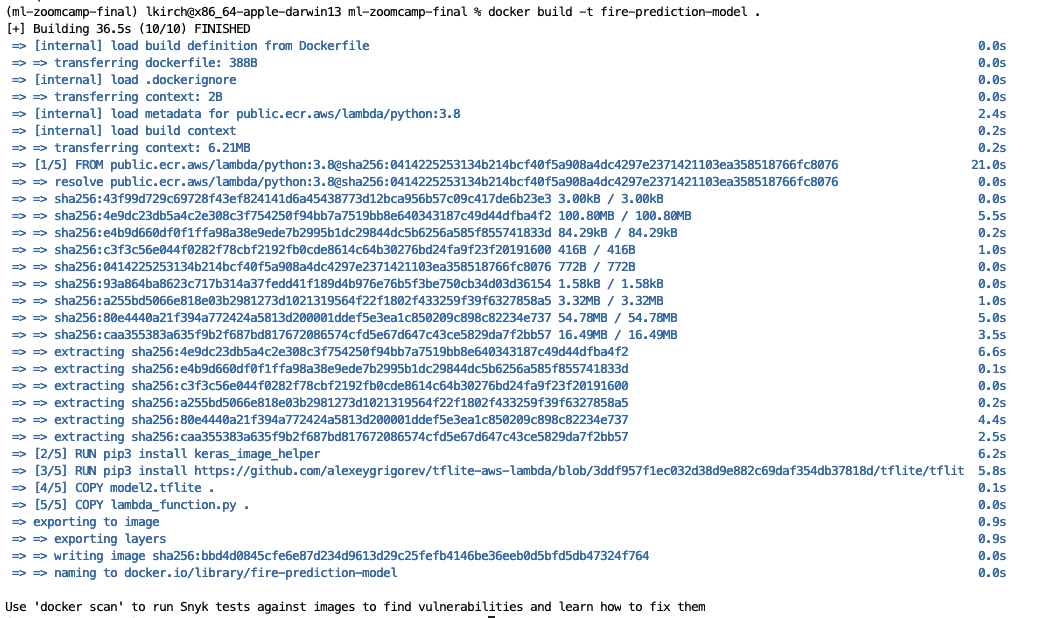 (ml-zoomcamp-final) lkirch@x86_64-apple-darwin13 ml-zoomcamp-final % docker build -t fire-prediction-model .
[+] Building 36.5s (10/10) FINISHED
=> [internal] load build definition from Dockerfile 0.0s
=> => transferring dockerfile: 388B 0.0s
=> [internal] load .dockerignore 0.0s
=> => transferring context: 2B 0.0s
=> [internal] load metadata for public.ecr.aws/lambda/python:3.8 2.4s
=> [internal] load build context 0.2s
=> => transferring context: 6.21MB 0.2s
=> [1/5] FROM public.ecr.aws/lambda/python:3.8@sha256:0414225253134b214bcf40f5a908a4dc4297e2371421103ea358518766fc8076 21.0s
=> => resolve public.ecr.aws/lambda/python:3.8@sha256:0414225253134b214bcf40f5a908a4dc4297e2371421103ea358518766fc8076 0.0s
=> => sha256:43f99d729c69728f43ef824141d6a45438773d12bca956b57c09c417de6b23e3 3.00kB / 3.00kB 0.0s
=> => sha256:4e9dc23db5a4c2e308c3f754250f94bb7a7519bb8e640343187c49d44dfba4f2 100.80MB / 100.80MB 5.5s
=> => sha256:e4b9d660df0f1ffa98a38e9ede7b2995b1dc29844dc5b6256a585f855741833d 84.29kB / 84.29kB 0.2s
=> => sha256:c3f3c56e044f0282f78cbf2192fb0cde8614c64b30276bd24fa9f23f20191600 416B / 416B 1.0s
=> => sha256:0414225253134b214bcf40f5a908a4dc4297e2371421103ea358518766fc8076 772B / 772B 0.0s
=> => sha256:93a864ba8623c717b314a37fedd41f189d4b976e76b5f3be750cb34d03d36154 1.58kB / 1.58kB 0.0s
=> => sha256:a255bd5066e818e03b2981273d1021319564f22f1802f433259f39f6327858a5 3.32MB / 3.32MB 1.0s
=> => sha256:80e4440a21f394a772424a5813d200001ddef5e3ea1c850209c898c82234e737 54.78MB / 54.78MB 5.0s
=> => sha256:caa355383a635f9b2f687bd817672086574cfd5e67d647c43ce5829da7f2bb57 16.49MB / 16.49MB 3.5s
=> => extracting sha256:4e9dc23db5a4c2e308c3f754250f94bb7a7519bb8e640343187c49d44dfba4f2 6.6s
=> => extracting sha256:e4b9d660df0f1ffa98a38e9ede7b2995b1dc29844dc5b6256a585f855741833d 0.1s
=> => extracting sha256:c3f3c56e044f0282f78cbf2192fb0cde8614c64b30276bd24fa9f23f20191600 0.0s
=> => extracting sha256:a255bd5066e818e03b2981273d1021319564f22f1802f433259f39f6327858a5 0.2s
=> => extracting sha256:80e4440a21f394a772424a5813d200001ddef5e3ea1c850209c898c82234e737 4.4s
=> => extracting sha256:caa355383a635f9b2f687bd817672086574cfd5e67d647c43ce5829da7f2bb57 2.5s
=> [2/5] RUN pip3 install keras_image_helper 6.2s
=> [3/5] RUN pip3 install https://github.com/alexeygrigorev/tflite-aws-lambda/blob/3ddf957f1ec032d38d9e882c69daf354db37818d/tflite/tflit 5.8s
=> [4/5] COPY model2.tflite . 0.1s
=> [5/5] COPY lambda_function.py . 0.0s
=> exporting to image 0.9s
=> => exporting layers 0.9s
=> => writing image sha256:bbd4d0845cfe6e87d234d9613d29c25fefb4146be36eeb0d5bfd5db47324f764 0.0s
=> => naming to docker.io/library/fire-prediction-model 0.0s
Use 'docker scan' to run Snyk tests against images to find vulnerabilities and learn how to fix them